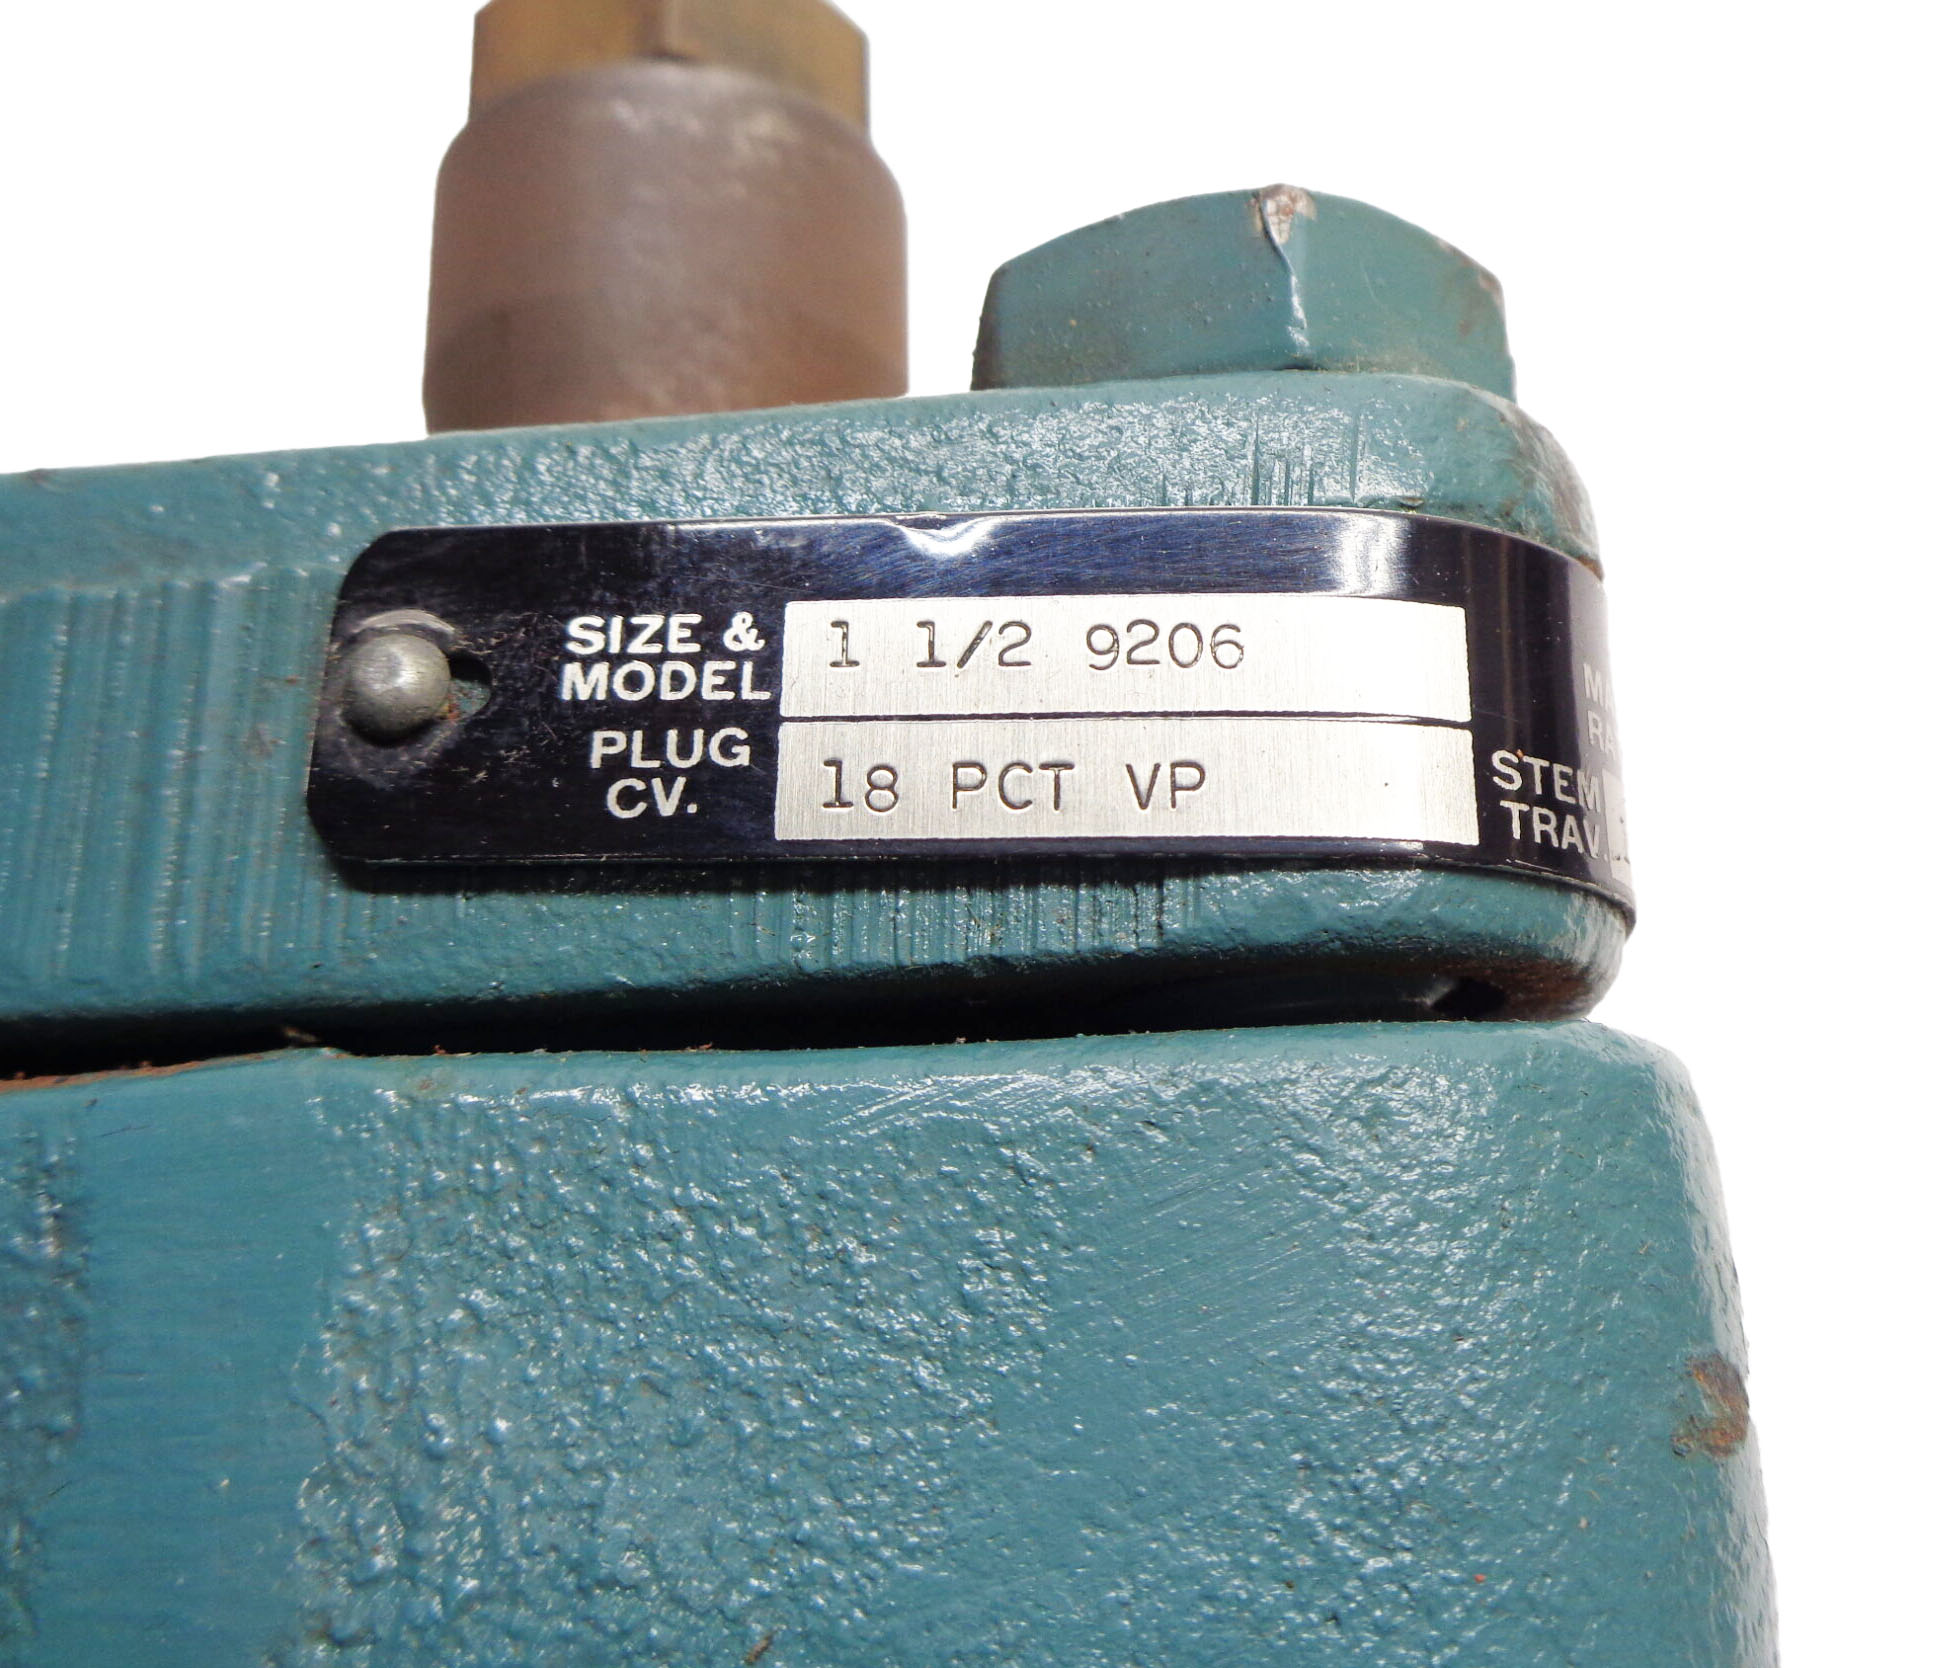 SIZE & MODEL 1 1/2 9206
PLUG CV. 18 PCT VP
STEM TRAV.